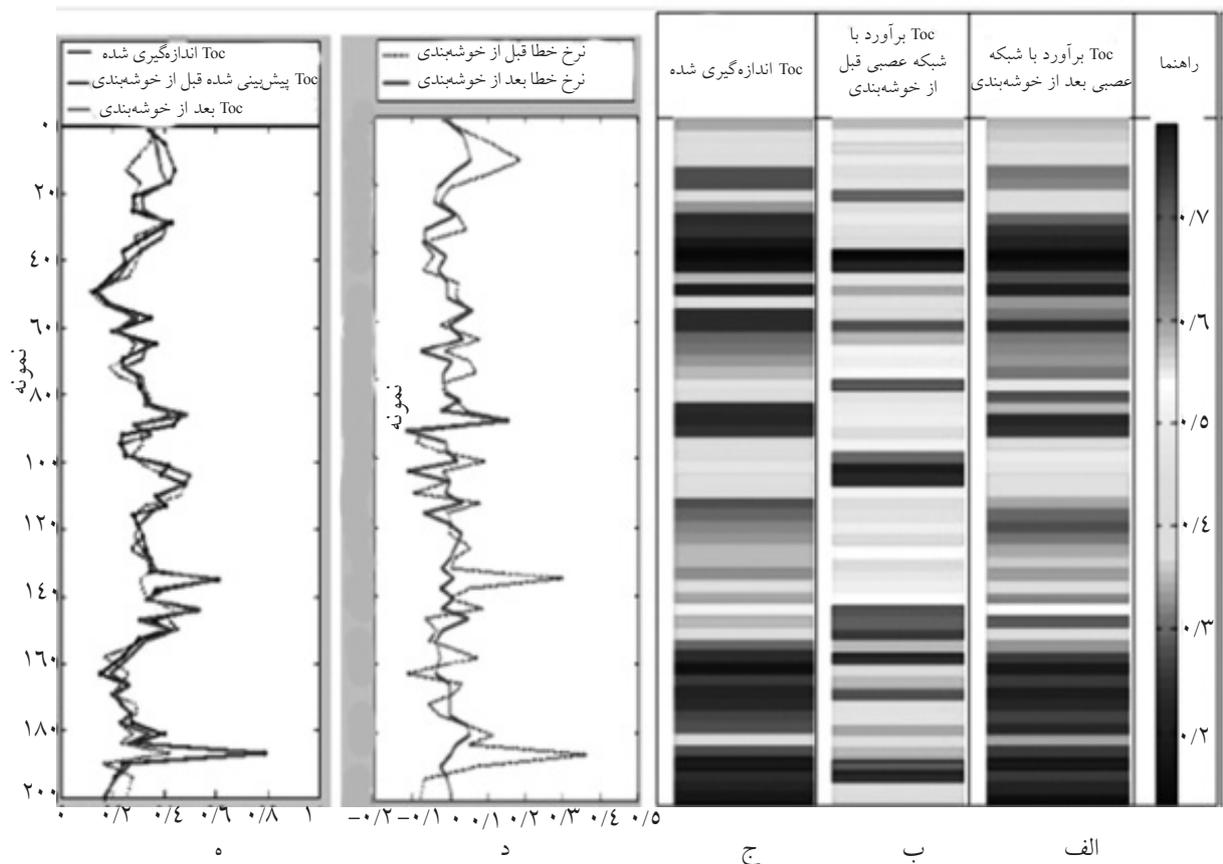 راهنما
Toc برآورد با شبکه
عصبی بعد از خوشه‌بندی
Toc برآورد با
شبکه عصبی قبل
از خوشه‌بندی
Toc اندازه‌گیری شده
نرخ خطا قبل از خوشه‌بندی
نرخ خطا بعد از خوشه‌بندی
Toc اندازه‌گیری شده
Toc پیش‌بینی شده قبل از خوشه‌بندی
Toc بعد از خوشه‌بندی
۰/۷
۰/۶
۰/۵
۰/۴
۰/۳
۰/۲
نمونه
نمونه
۰
۲۰
۴۰
۶۰
۸۰
۱۰۰
۱۲۰
۱۴۰
۱۶۰
۱۸۰
۲۰۰
۰ ۰/۲ ۰/٤ ۰/٦ ۰/۸ ۱
-۰/۲ -۰/۱ ۰ ۰/۱ ۰/۲ ۰/۳ ۰/٤ ۰/۵
الف
ب
ج
د
ه